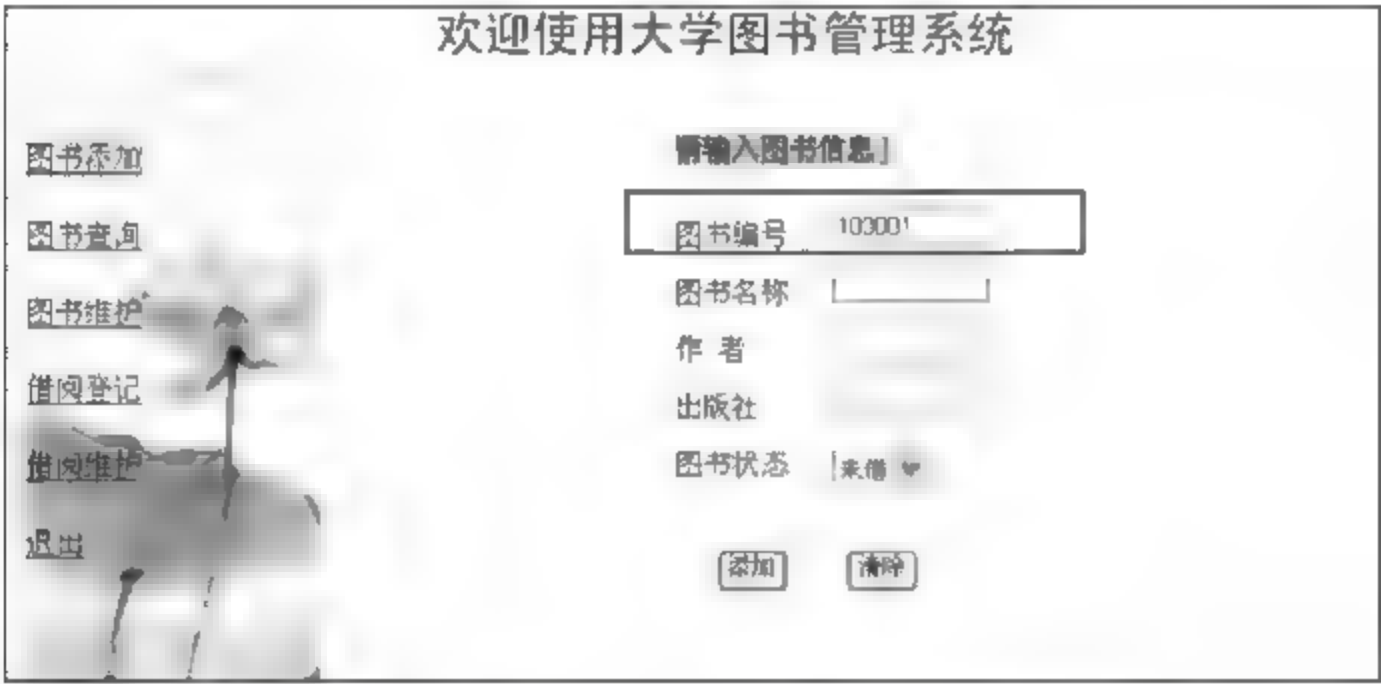 欢迎使用大学图书管理系统
图书添加
图书查询
图书维护
借阅登记
借阅维护
退出
请输入图书信息
图书编号 103001
图书名称
作 者
出版社
图书状态 未借
添加 清除